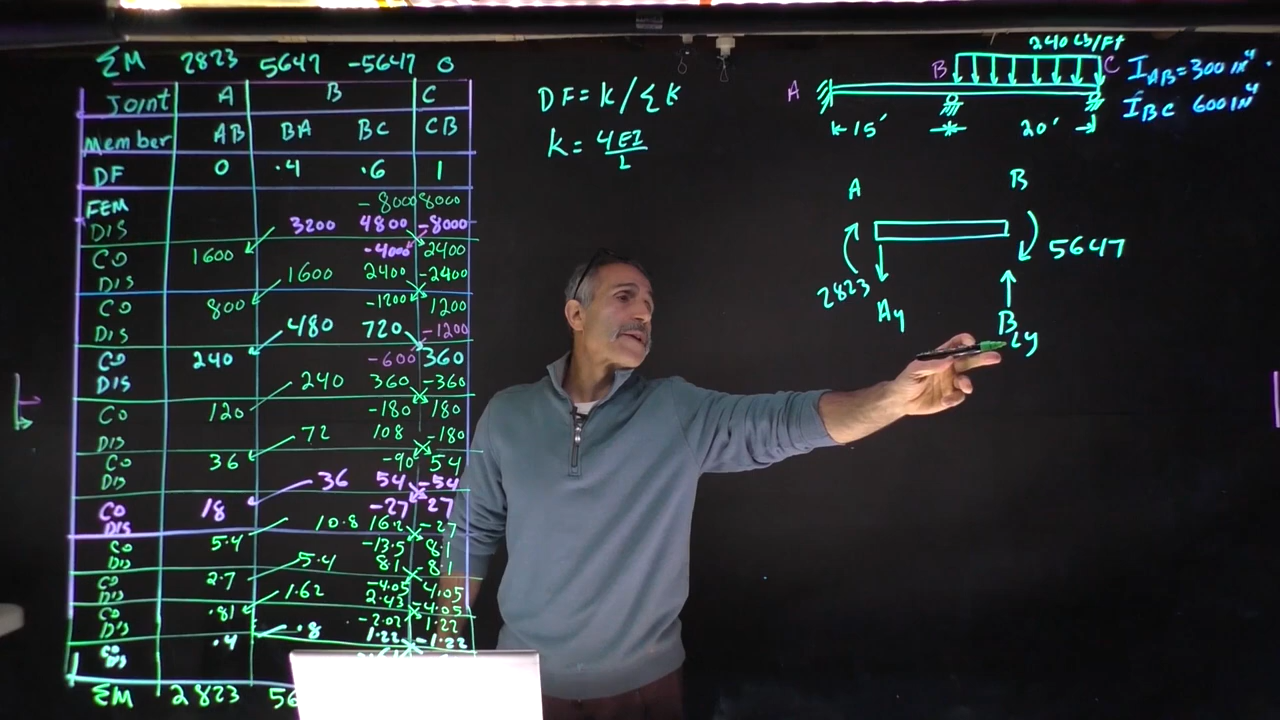 ΣM 2823 5647 -5647 0
Joint A B C
Member AB BA BC CB
DF 0 .4 .6 1
FEM -8000 8000
DIS 3200 4800 -8000
CO 1600 -4000 2400
DIS 1600 2400 -2400
CO 800 -1200 1200
DIS 480 720 -1200
CO 240 -600 360
DIS 240 360 -360
CO 120 -180 180
DIS 72 108 -180
CO 36 -90 54
DIS 36 54 -54
CO 18 -27 27
DIS 10.8 16.2 -27
CO 5.4 -13.5 8.1
DIS 5.4 8.1 -8.1
CO 2.7 -4.05 4.05
DIS 1.62 2.43 -4.05
CO .81 -2.02 1.22
DIS .8 1.22 -1.22
CO .4
DIS
ΣM 2823 56
DF = K/ΣK
K = 4EI/L
240 lb/ft
A B C
15' 20'
I AB = 300 IN⁴
I BC 600 IN⁴
A B
5647
2823
Ay B1y